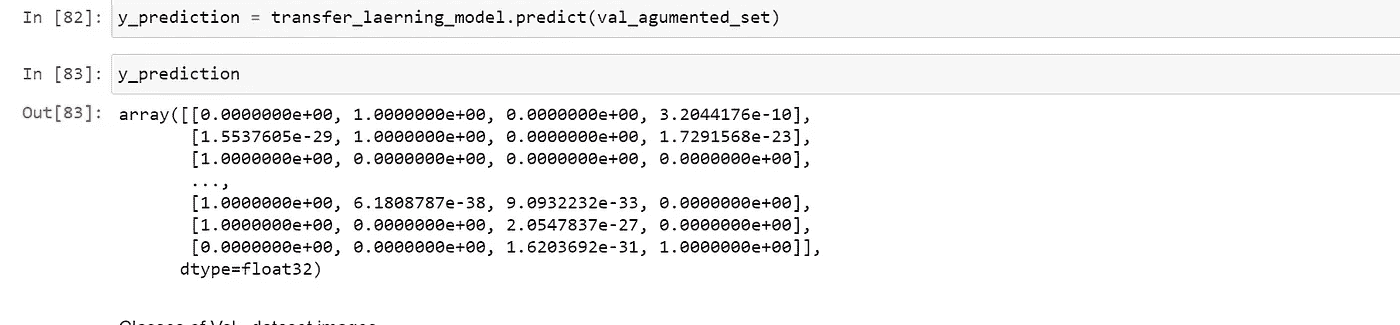 In [82]: y_prediction = transfer_laerning_model.predict(val_agumented_set)
In [83]: y_prediction
Out[83]: array([[0.0000000e+00, 1.0000000e+00, 0.0000000e+00, 3.2044176e-10],
[1.5537605e-29, 1.0000000e+00, 0.0000000e+00, 1.7291568e-23],
[1.0000000e+00, 0.0000000e+00, 0.0000000e+00, 0.0000000e+00],
...,
[1.0000000e+00, 6.1808787e-38, 9.0932232e-33, 0.0000000e+00],
[1.0000000e+00, 0.0000000e+00, 2.0547837e-27, 0.0000000e+00],
[0.0000000e+00, 0.0000000e+00, 1.6203692e-31, 1.0000000e+00]],
dtype=float32)